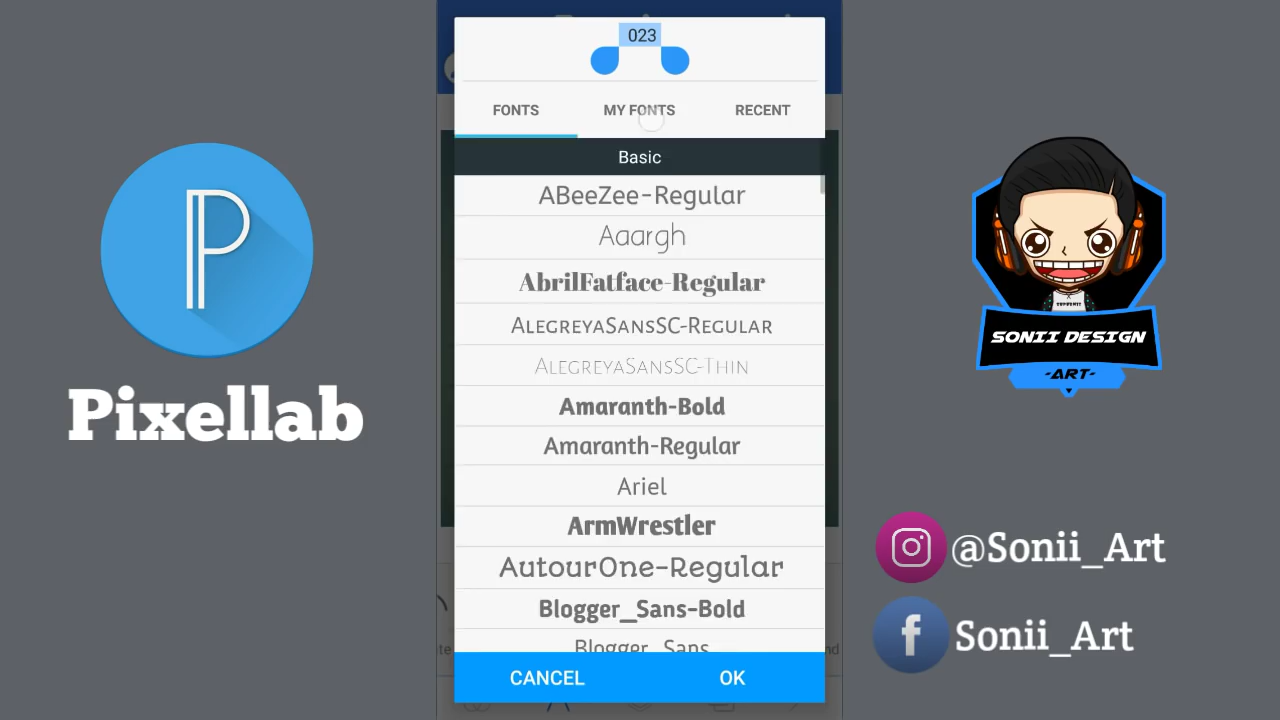 023
FONTS MY FONTS RECENT
Basic
ABeeZee-Regular
Aaargh
AbrilFatface-Regular
AlegreyaSansSC-Regular
AlegreyaSansSC-Thin
Amaranth-Bold
Amaranth-Regular
Ariel
ArmWrestler
AutourOne-Regular
Blogger_Sans-Bold
Blogger_Sans
CANCEL OK
Pixellab
SONII DESIGN
-ART-
@Sonii_Art
Sonii_Art